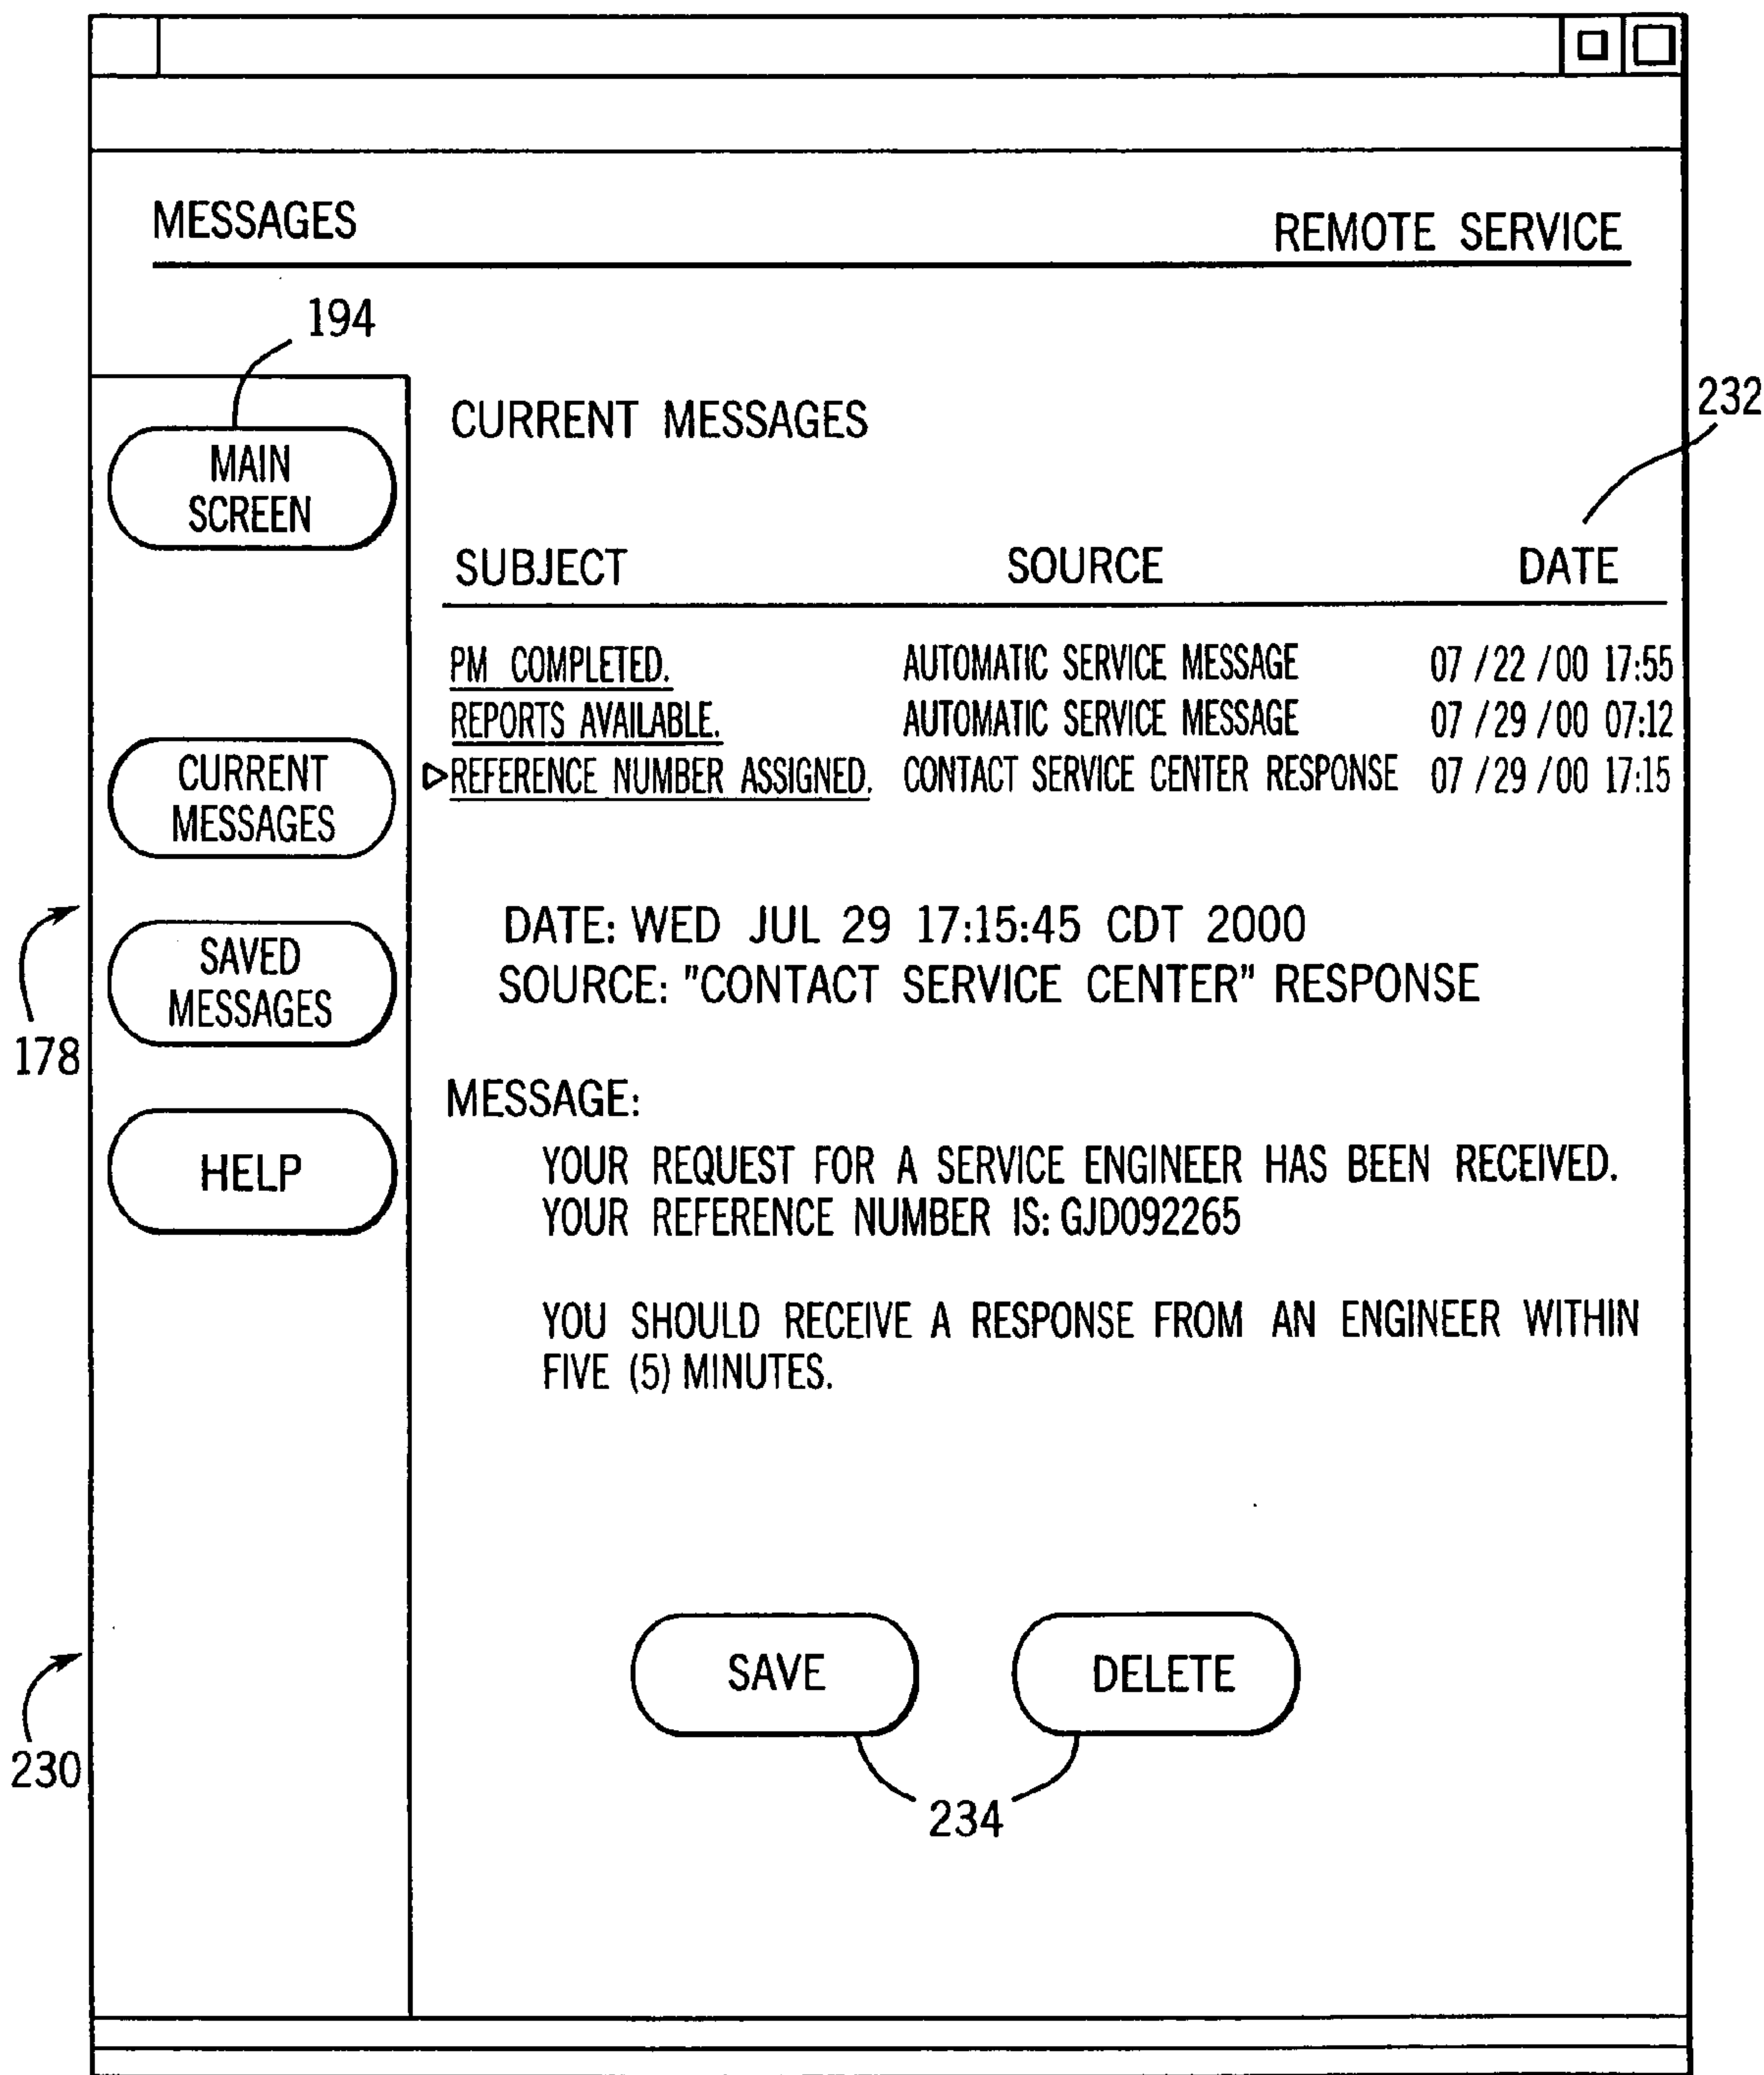 MESSAGES
REMOTE SERVICE
194
MAIN
SCREEN
CURRENT MESSAGES
232
SUBJECT SOURCE DATE
PM COMPLETED. AUTOMATIC SERVICE MESSAGE 07 /22 /00 17:55
REPORTS AVAILABLE. AUTOMATIC SERVICE MESSAGE 07 /29 /00 07:12
REFERENCE NUMBER ASSIGNED. CONTACT SERVICE CENTER RESPONSE 07 /29 /00 17:15
CURRENT
MESSAGES
DATE: WED JUL 29 17:15:45 CDT 2000
SOURCE: "CONTACT SERVICE CENTER" RESPONSE
SAVED
MESSAGES
178
MESSAGE:
YOUR REQUEST FOR A SERVICE ENGINEER HAS BEEN RECEIVED.
YOUR REFERENCE NUMBER IS: GJD092265
HELP
YOU SHOULD RECEIVE A RESPONSE FROM AN ENGINEER WITHIN
FIVE (5) MINUTES.
SAVE
DELETE
230
234